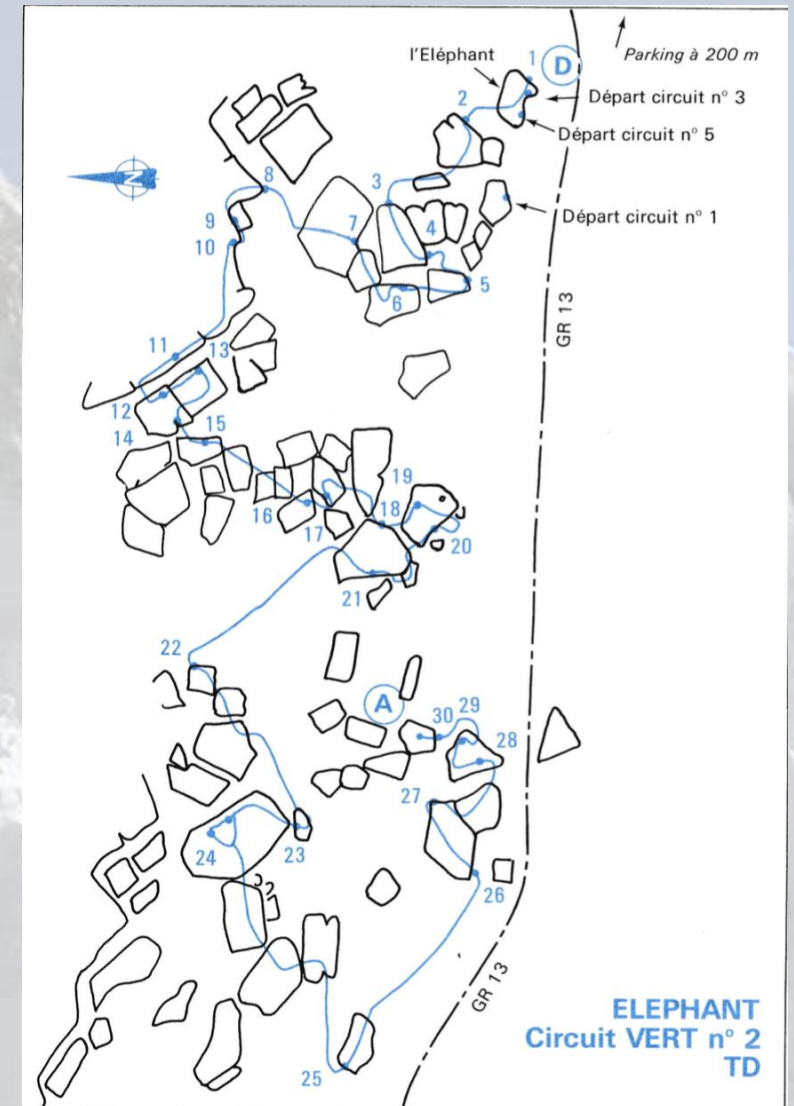 l'Eléphant
1
D
Parking à 200 m
2
Départ circuit n° 3
Départ circuit n° 5
3
8
N
Départ circuit n° 1
9
7
4
10
5
6
GR 13
11
13
12
14
15
19
16
18
17
20
21
22
A
30
29
28
27
24
23
26
GR 13
25
ELEPHANT
Circuit VERT n° 2
TD